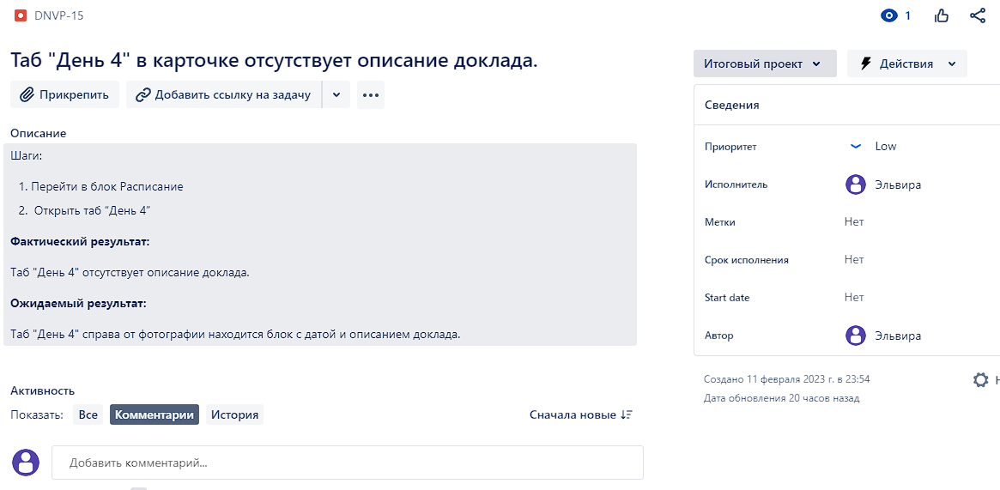 DNVP-15
1
Таб "День 4" в карточке отсутствует описание доклада.
Прикрепить
Добавить ссылку на задачу
Описание
Шаги:
1. Перейти в блок Расписание
2. Открыть таб “День 4”
Фактический результат:
Таб "День 4" отсутствует описание доклада.
Ожидаемый результат:
Таб "День 4" справа от фотографии находится блок с датой и описанием доклада.
Активность
Показать: Все Комментарии История
Сначала новые
Добавить комментарий...
Итоговый проект
Действия
Сведения
Приоритет Low
Исполнитель Эльвира
Метки Нет
Срок исполнения Нет
Start date Нет
Автор Эльвира
Создано 11 февраля 2023 г. в 23:54
Дата обновления 20 часов назад